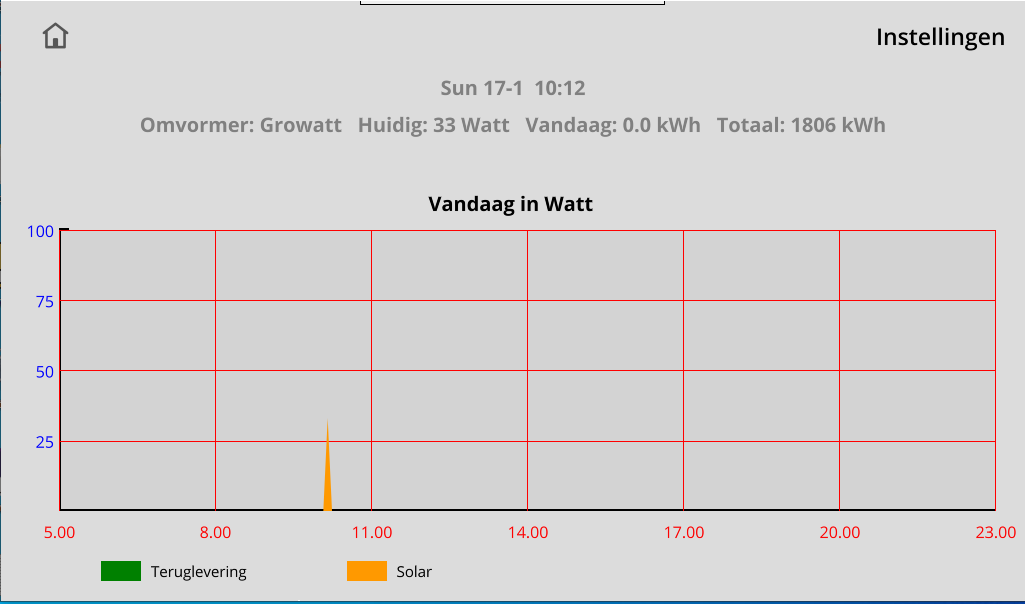 Instellingen
Sun 17-1 10:12
Omvormer: Growatt Huidig: 33 Watt Vandaag: 0.0 kWh Totaal: 1806 kWh
Vandaag in Watt
100
75
50
25
5.00 8.00 11.00 14.00 17.00 20.00 23.00
Teruglevering Solar